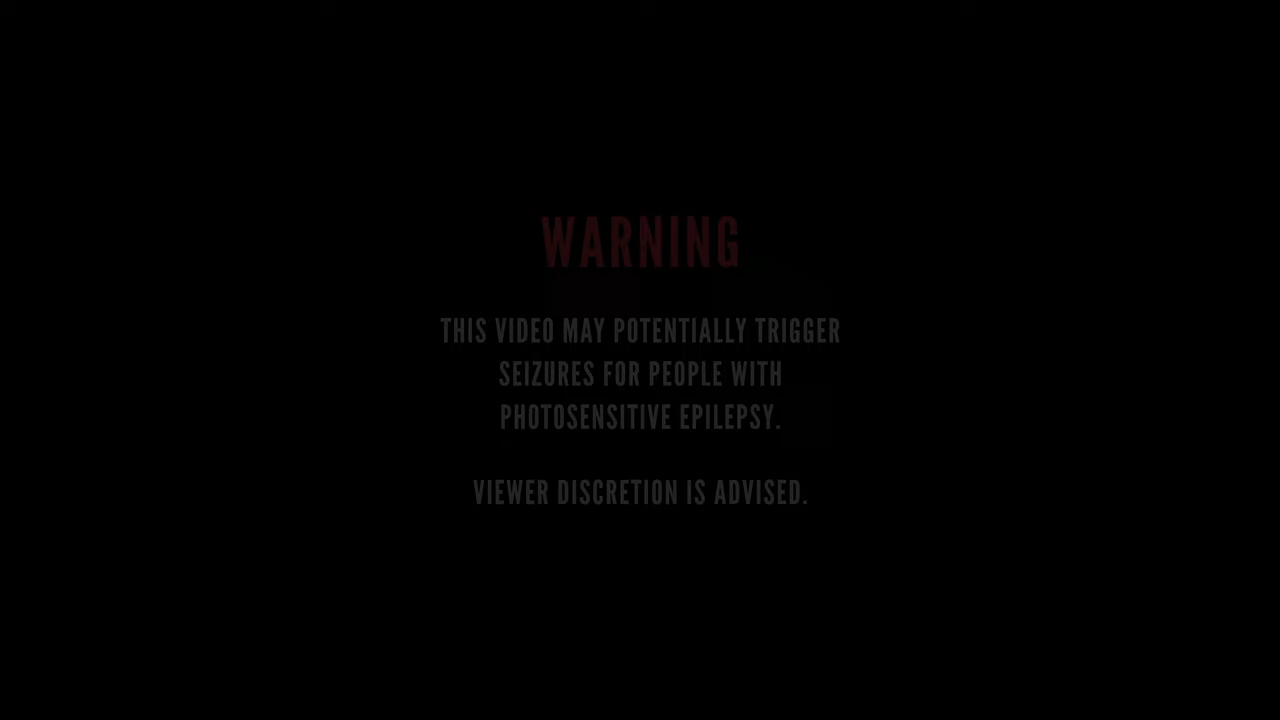 WARNING
THIS VIDEO MAY POTENTIALLY TRIGGER
SEIZURES FOR PEOPLE WITH
PHOTOSENSITIVE EPILEPSY.
VIEWER DISCRETION IS ADVISED.